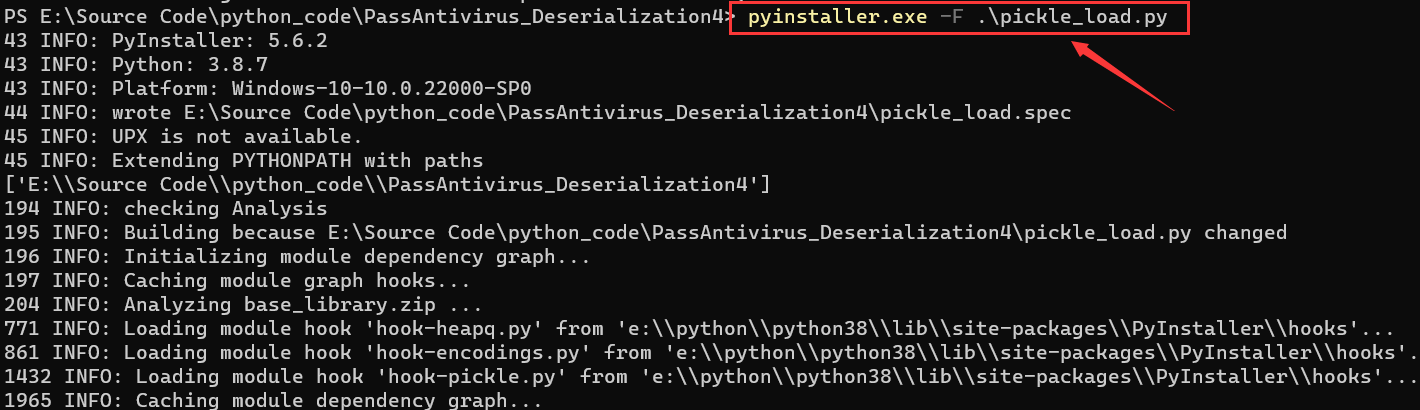 PS E:\Source Code\python_code\PassAntivirus_Deserialization4> pyinstaller.exe -F .\pickle_load.py
43 INFO: PyInstaller: 5.6.2
43 INFO: Python: 3.8.7
43 INFO: Platform: Windows-10-10.0.22000-SP0
44 INFO: wrote E:\Source Code\python_code\PassAntivirus_Deserialization4\pickle_load.spec
45 INFO: UPX is not available.
45 INFO: Extending PYTHONPATH with paths
['E:\\Source Code\\python_code\\PassAntivirus_Deserialization4']
194 INFO: checking Analysis
195 INFO: Building because E:\Source Code\python_code\PassAntivirus_Deserialization4\pickle_load.py changed
196 INFO: Initializing module dependency graph...
197 INFO: Caching module graph hooks...
204 INFO: Analyzing base_library.zip ...
771 INFO: Loading module hook 'hook-heapq.py' from 'e:\\python\\python38\\lib\\site-packages\\PyInstaller\\hooks'...
861 INFO: Loading module hook 'hook-encodings.py' from 'e:\\python\\python38\\lib\\site-packages\\PyInstaller\\hooks'.
1432 INFO: Loading module hook 'hook-pickle.py' from 'e:\\python\\python38\\lib\\site-packages\\PyInstaller\\hooks'...
1965 INFO: Caching module dependency graph...